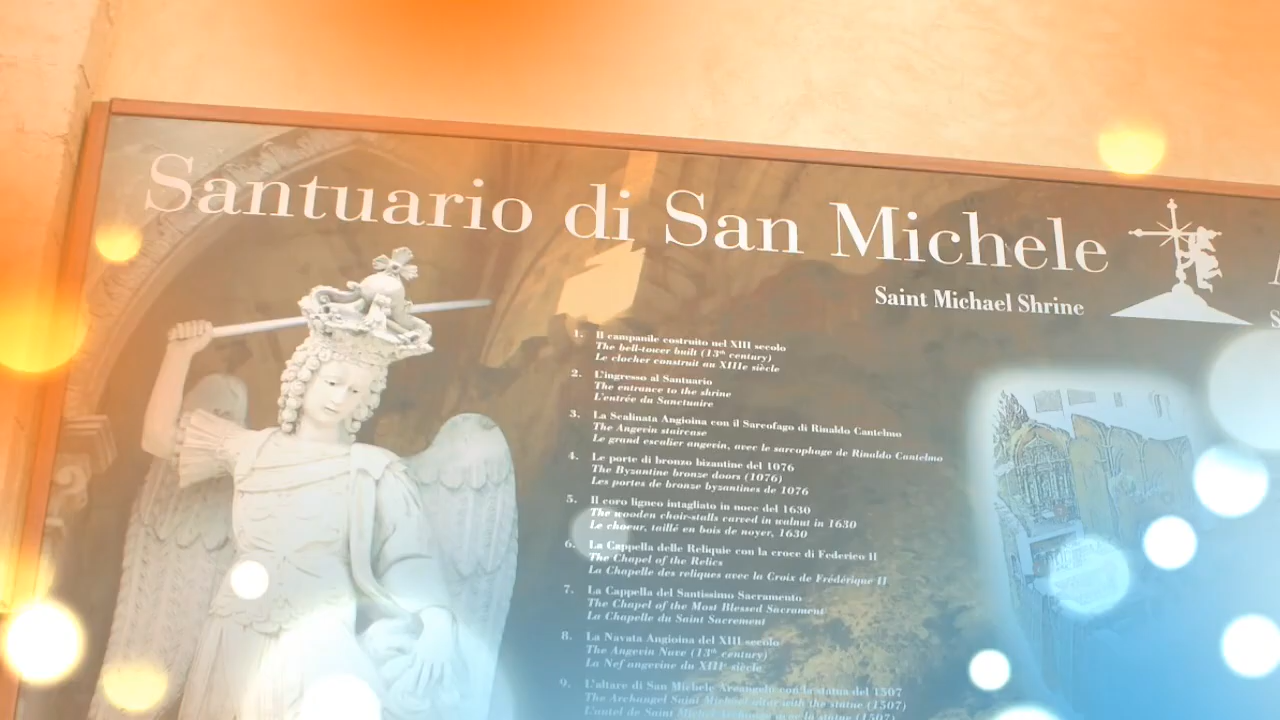 Santuario di San Michele
Saint Michael Shrine
1. Il campanile costruito nel XIII secolo
The bell-tower built (13th century)
Le clocher construit au XIIIe siècle
2. L'ingresso al Santuario
The entrance to the shrine
L'entrée du Sanctuaire
3. La Scalinata Angioina con il Sarcofago di Rinaldo Cantelmo
The Angevin staircase
Le grand escalier angevin, avec le sarcophage de Rinaldo Cantelmo
4. Le porte di bronzo bizantine del 1076
The Byzantine bronze doors (1076)
Les portes de bronze byzantines de 1076
5. Il coro ligneo intagliato in noce del 1630
The wooden choir-stalls carved in walnut in 1630
Le choeur, taillé en bois de noyer, 1630
6. La Cappella delle Reliquie con la croce di Federico II
The Chapel of the Relics
La Chapelle des reliques avec la Croix de Frédérique II
7. La Cappella del Santissimo Sacramento
The Chapel of the Most Blessed Sacrament
La Chapelle du Saint Sacrement
8. La Navata Angioina del XIII secolo
The Angevin Nave (13th century)
La Nef angevine du XIIIe siècle
9. L'altare di San Michele Arcangelo con la statua del 1507
The Archangel Saint Michael altar with the statue (1507)
L'autel de Saint Michel Archange avec la statue (1507)